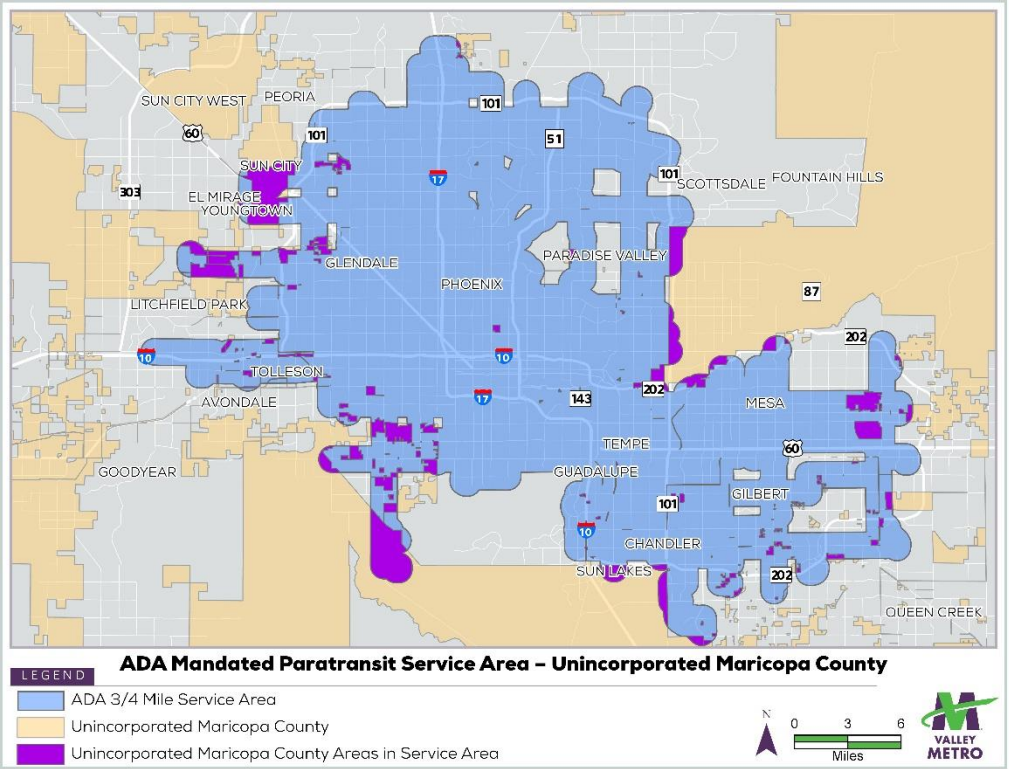 SUN CITY WEST
PEORIA
101
60
101
51
SUN CITY
17
101
303
SCOTTSDALE
FOUNTAIN HILLS
EL MIRAGE
YOUNGTOWN
GLENDALE
PARADISE VALLEY
PHOENIX
87
LITCHFIELD PARK
202
10
10
TOLLESON
202
17
143
AVONDALE
MESA
TEMPE
60
GOODYEAR
GUADALUPE
GILBERT
101
10
CHANDLER
SUN LAKES
202
QUEEN CREEK
ADA Mandated Paratransit Service Area – Unincorporated Maricopa County
LEGEND
ADA 3/4 Mile Service Area
Unincorporated Maricopa County
Unincorporated Maricopa County Areas in Service Area
N
0 3 6
Miles
VALLEY
METRO